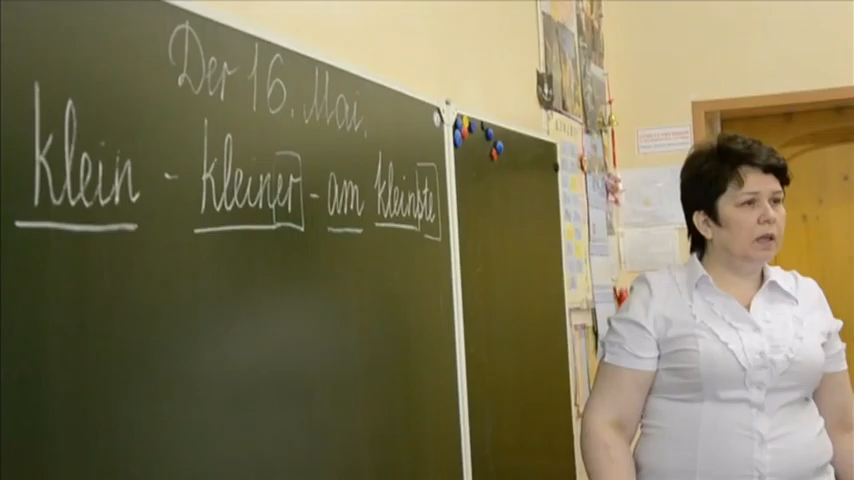 Der 16. Mai.
klein - kleiner - am kleinste